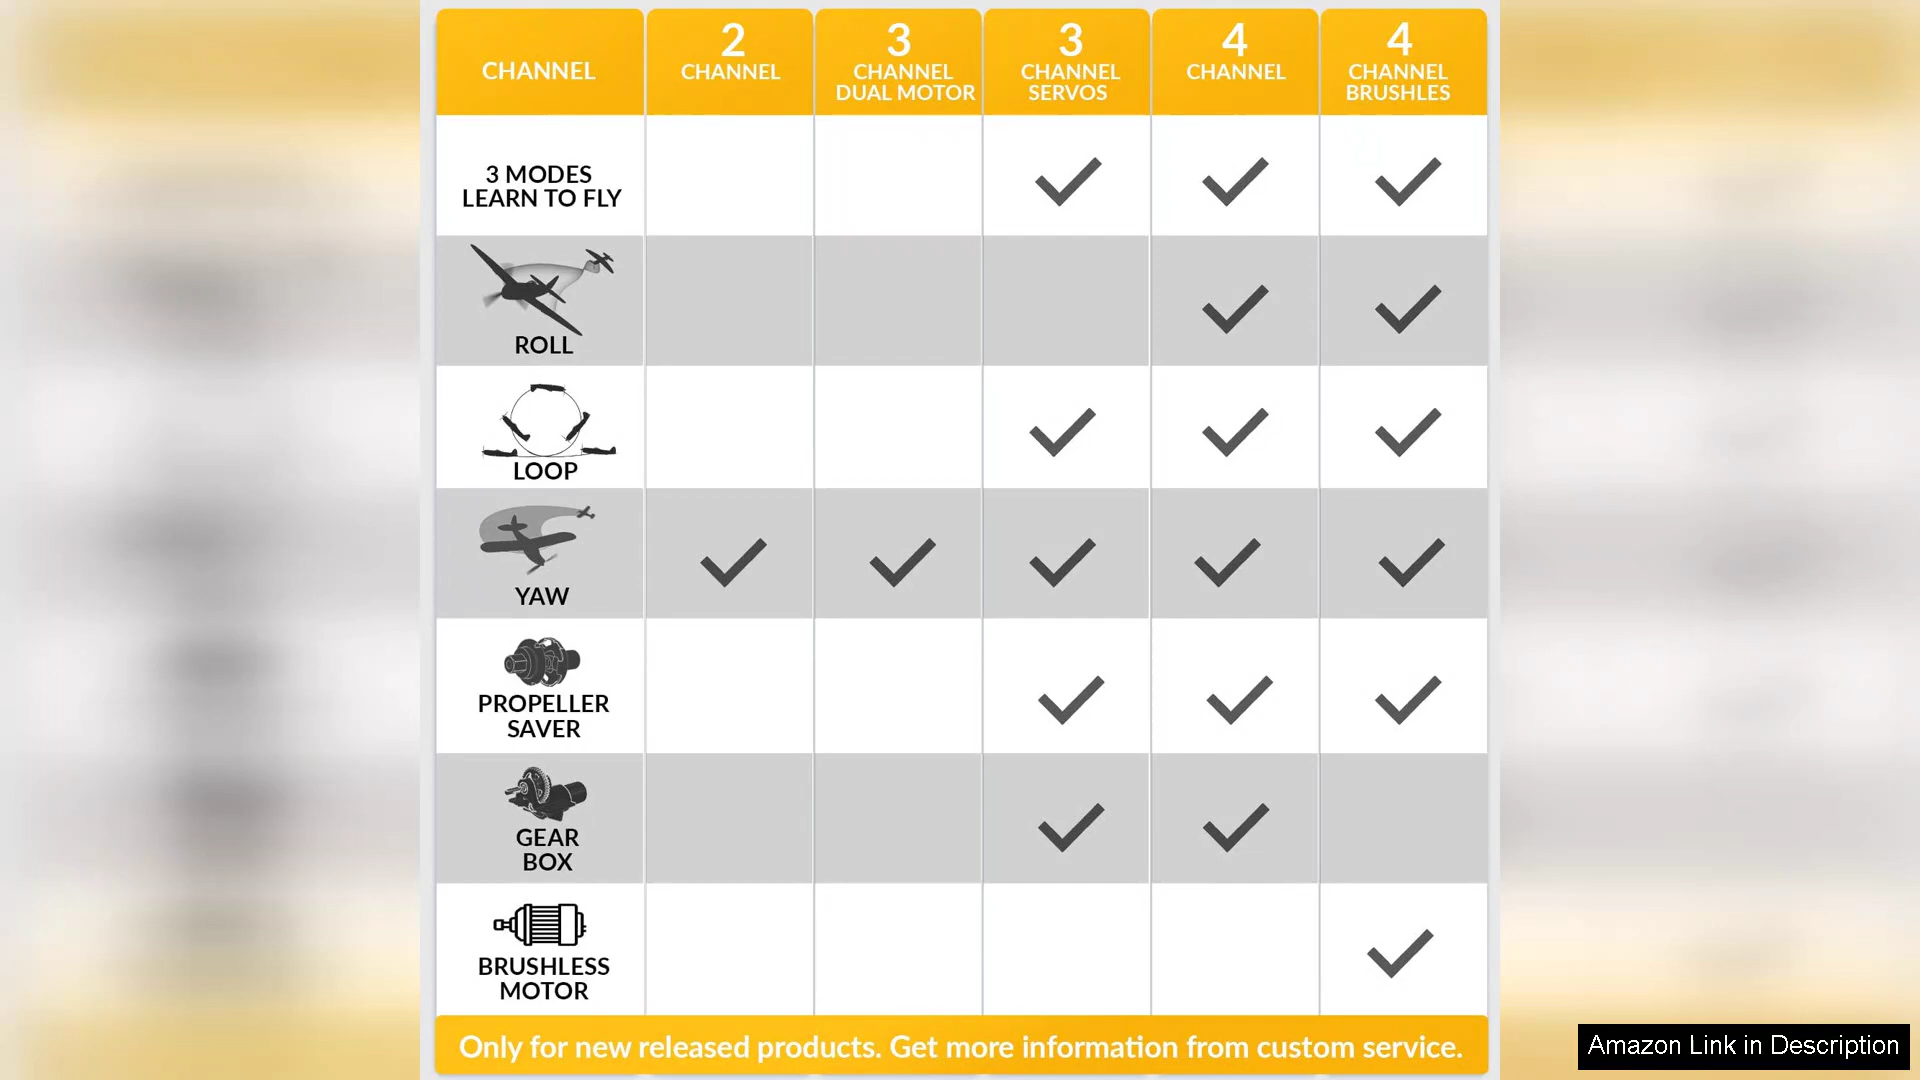 CHANNEL
2
CHANNEL
3
CHANNEL
DUAL MOTOR
3
CHANNEL
SERVOS
4
CHANNEL
4
CHANNEL
BRUSHLES
3 MODES
LEARN TO FLY
ROLL
LOOP
YAW
PROPELLER
SAVER
GEAR
BOX
BRUSHLESS
MOTOR
Only for new released products. Get more information from custom service.
Amazon Link in Description